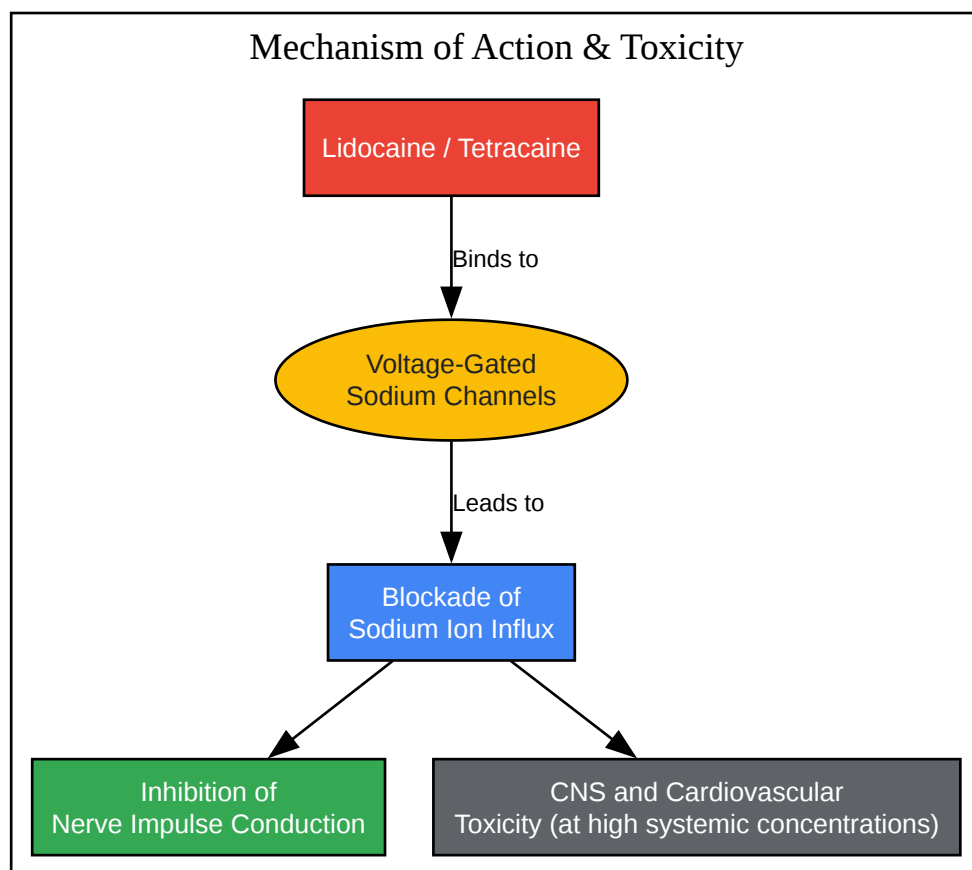 Mechanism of Action & Toxicity
Lidocaine / Tetracaine
Binds to
Voltage-Gated
Sodium Channels
Leads to
Blockade of
Sodium Ion Influx
Inhibition of
Nerve Impulse Conduction
CNS and Cardiovascular
Toxicity (at high systemic concentrations)